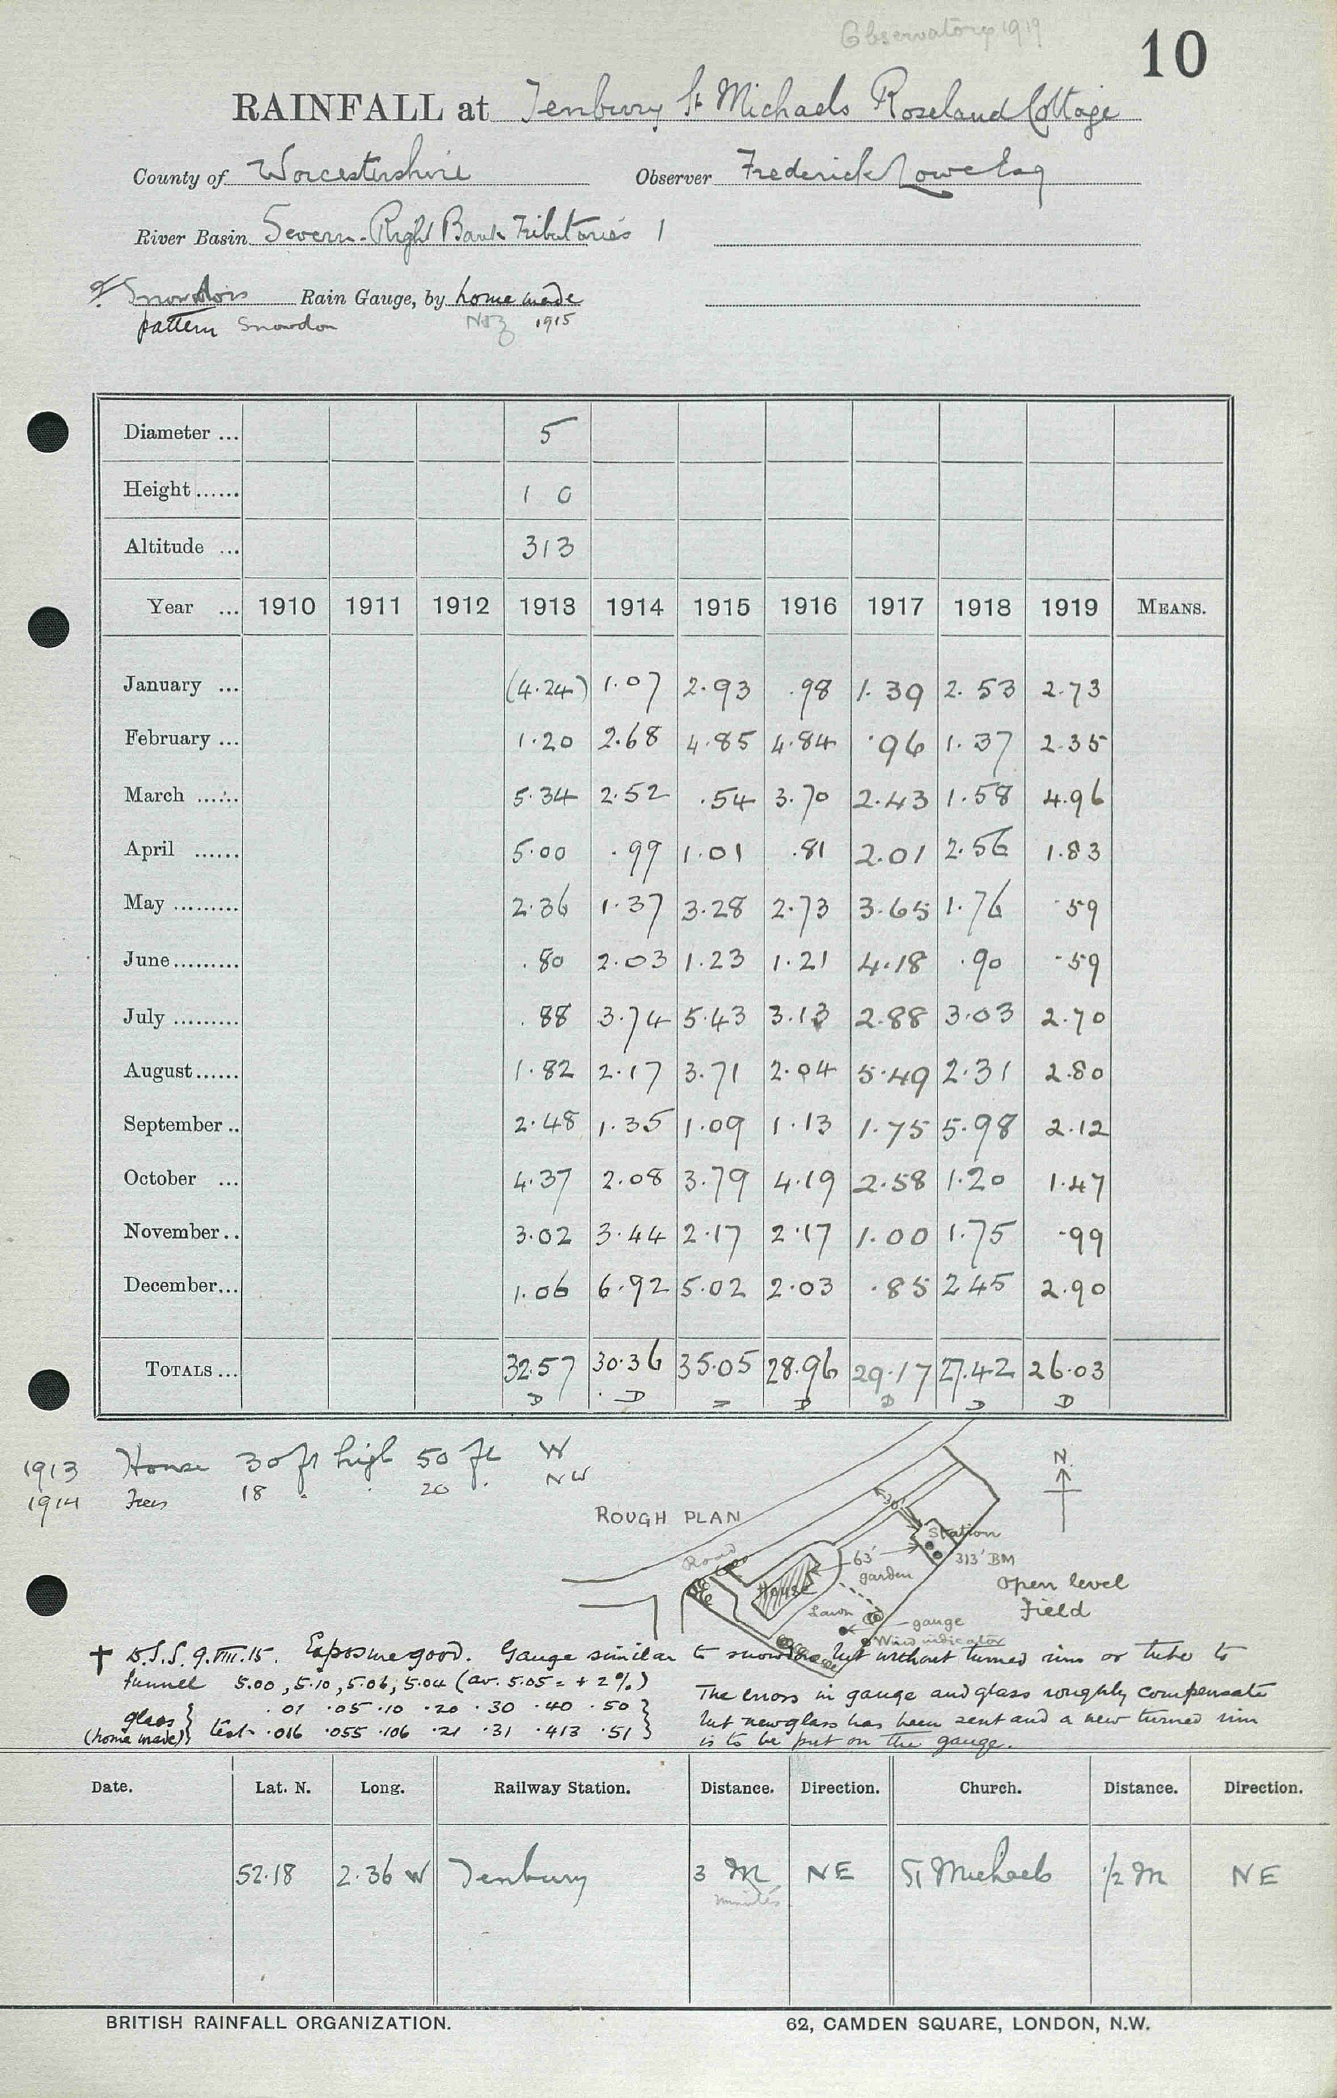 Observatory 1919
10
RAINFALL at Tenbury St Michaels Roseland Cottage
County of Worcestershire Observer Frederick Lowe Esq
River Basin Severn-Right Bank Tributaries 1
Snowdon Rain Gauge, by home made
pattern Snowdon 1915
Diameter ... 5
Height ...... 1 0
Altitude ... 313
Year ... 1910 1911 1912 1913 1914 1915 1916 1917 1918 1919 MEANS.
January ... (4.24) 1.07 2.93 .98 1.39 2.53 2.73
February ... 1.20 2.68 4.85 4.84 .96 1.37 2.35
March ...... 5.34 2.52 .54 3.70 2.43 1.58 4.96
April ...... 5.00 .99 1.01 .81 2.01 2.56 1.83
May ......... 2.36 1.37 3.28 2.73 3.65 1.76 .59
June ......... .80 2.03 1.23 1.21 4.18 .90 .59
July ......... .88 3.74 5.43 3.13 2.88 3.03 2.70
August ...... 1.82 2.17 3.71 2.04 5.49 2.31 2.80
September .. 2.48 1.35 1.09 1.13 1.75 5.98 2.12
October ... 4.37 2.08 3.79 4.19 2.58 1.20 1.47
November .. 3.02 3.44 2.17 2.17 1.00 1.75 .99
December ... 1.06 6.92 5.02 2.03 .85 2.45 2.90
TOTALS ... 32.57 30.36 35.05 28.96 29.17 27.42 26.03
D D = D D D D
1913 House 30 ft high 50 ft W
1914 Trees 18 . . 20 . NW
ROUGH PLAN
N.
Road
House
30'
63'
garden
Station
313' BM
Open level
Field
Lawn
gauge
Wind indicator
† D.S.S. 9.VIII.15. Exposure good. Gauge similar to snowdon but without turned rim or tube to
funnel 5.00, 5.10, 5.06, 5.04 (av. 5.05 = + 2%)
glass } .01 .05 .10 .20 .30 .40 .50 }
(home made) } test .016 .055 .106 .21 .31 .413 .51 }
The errors in gauge and glass roughly compensate
but new glass has been sent and a new turned rim
is to be put on the gauge.
Date. Lat. N. Long. Railway Station. Distance. Direction. Church. Distance. Direction.
52.18 2.36 W Tenbury 3 M NE St Michaels 1/2 M NE
minutes
BRITISH RAINFALL ORGANIZATION. 62, CAMDEN SQUARE, LONDON, N.W.